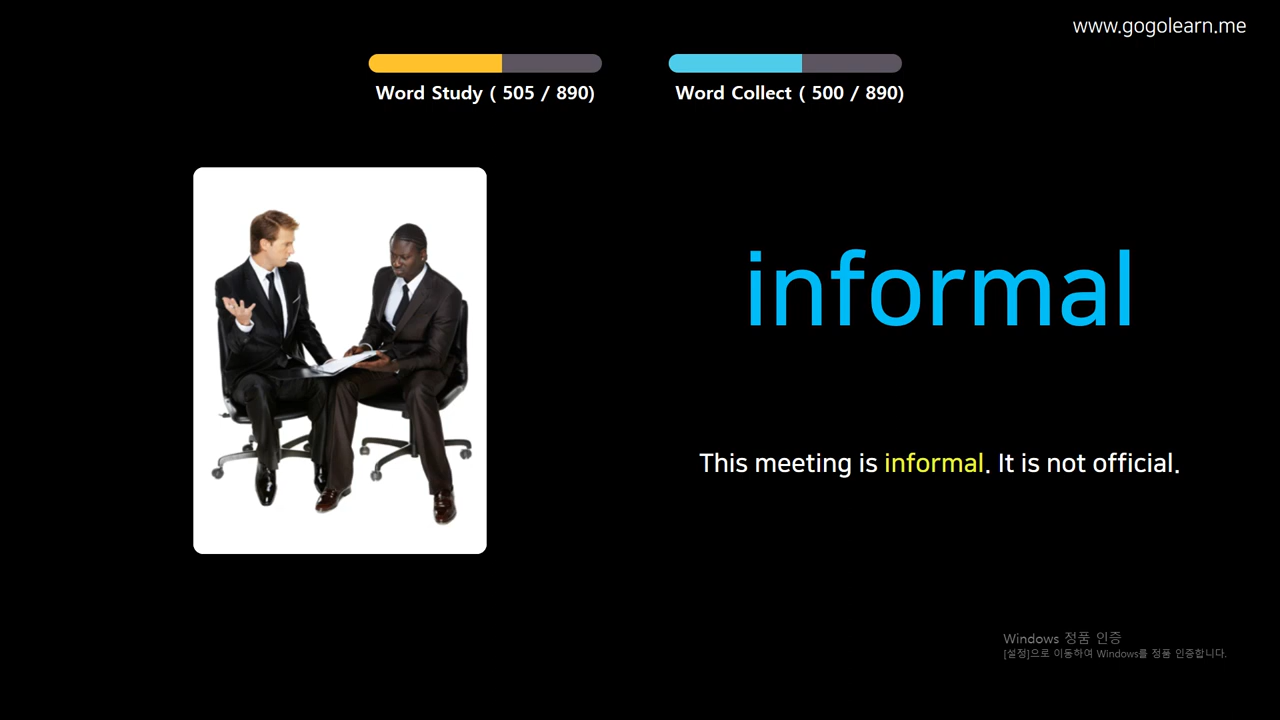 www.gogolearn.me
Word Study ( 505 / 890)
Word Collect ( 500 / 890)
informal
This meeting is informal. It is not official.
Windows 정품 인증
[설정]으로 이동하여 Windows를 정품 인증합니다.